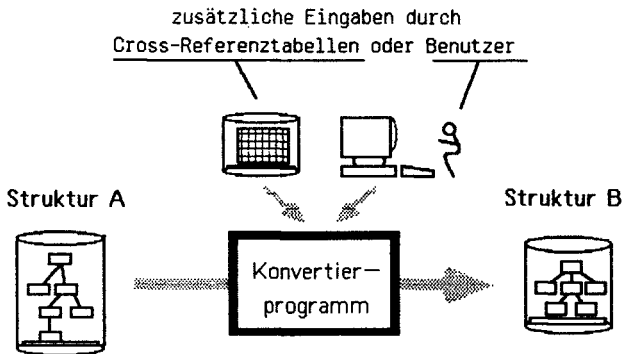 zusätzliche Eingaben durch
Cross-Referenztabellen oder Benutzer
Struktur A
Struktur B
Konvertier-
programm